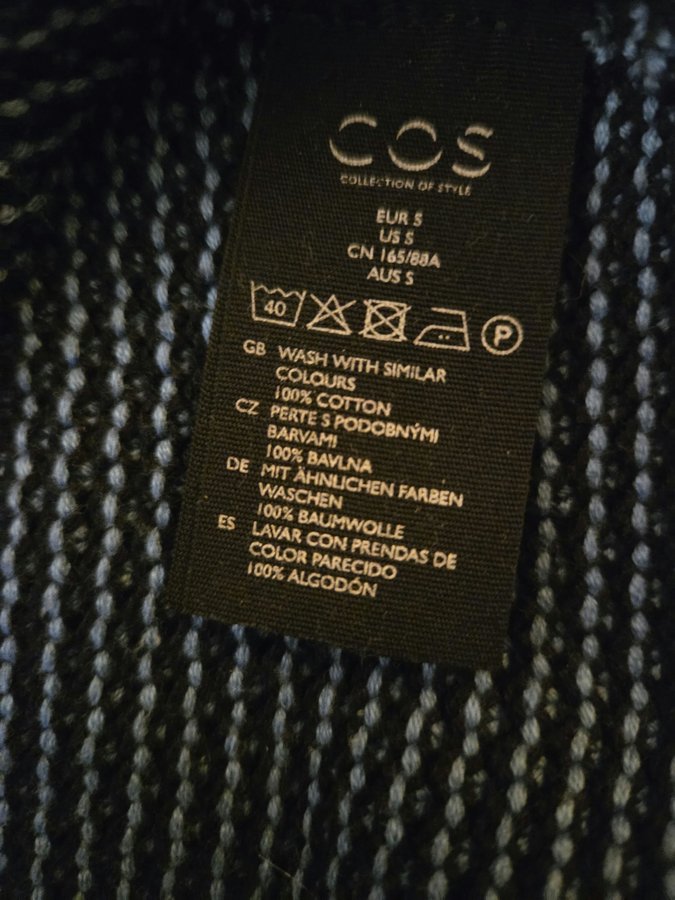 COS
COLLECTION OF STYLE
EUR S
US S
CN 165/88A
AUS S
40 P
GB WASH WITH SIMILAR
COLOURS
100% COTTON
CZ PERTE S PODOBNÝMI
BARVAMI
100% BAVLNA
DE MIT ÄHNLICHEN FARBEN
WASCHEN
100% BAUMWOLLE
ES LAVAR CON PRENDAS DE
COLOR PARECIDO
100% ALGODÓN